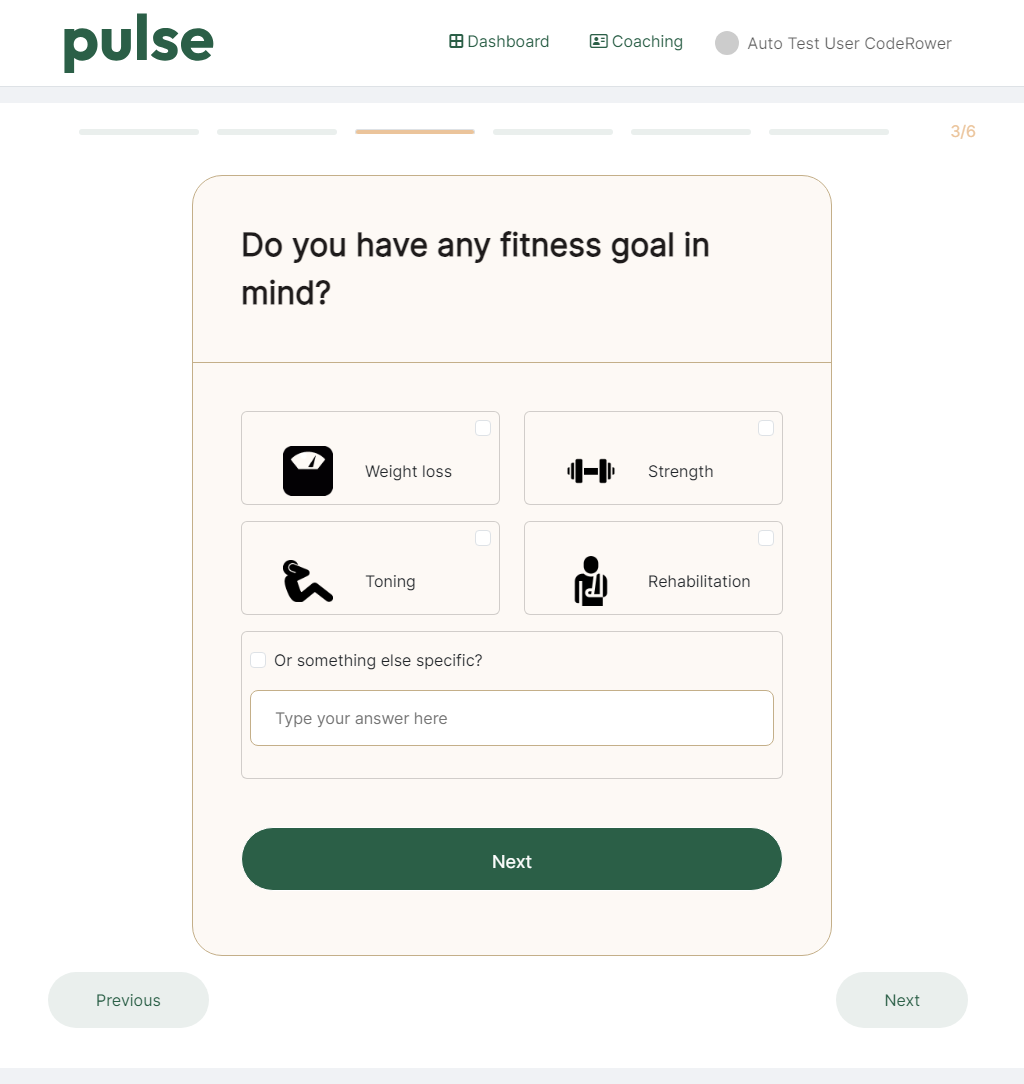 pulse
Dashboard
Coaching
Auto Test User CodeRower
3/6
Do you have any fitness goal in
mind?
Weight loss
Strength
Toning
Rehabilitation
Or something else specific?
Type your answer here
Next
Previous
Next